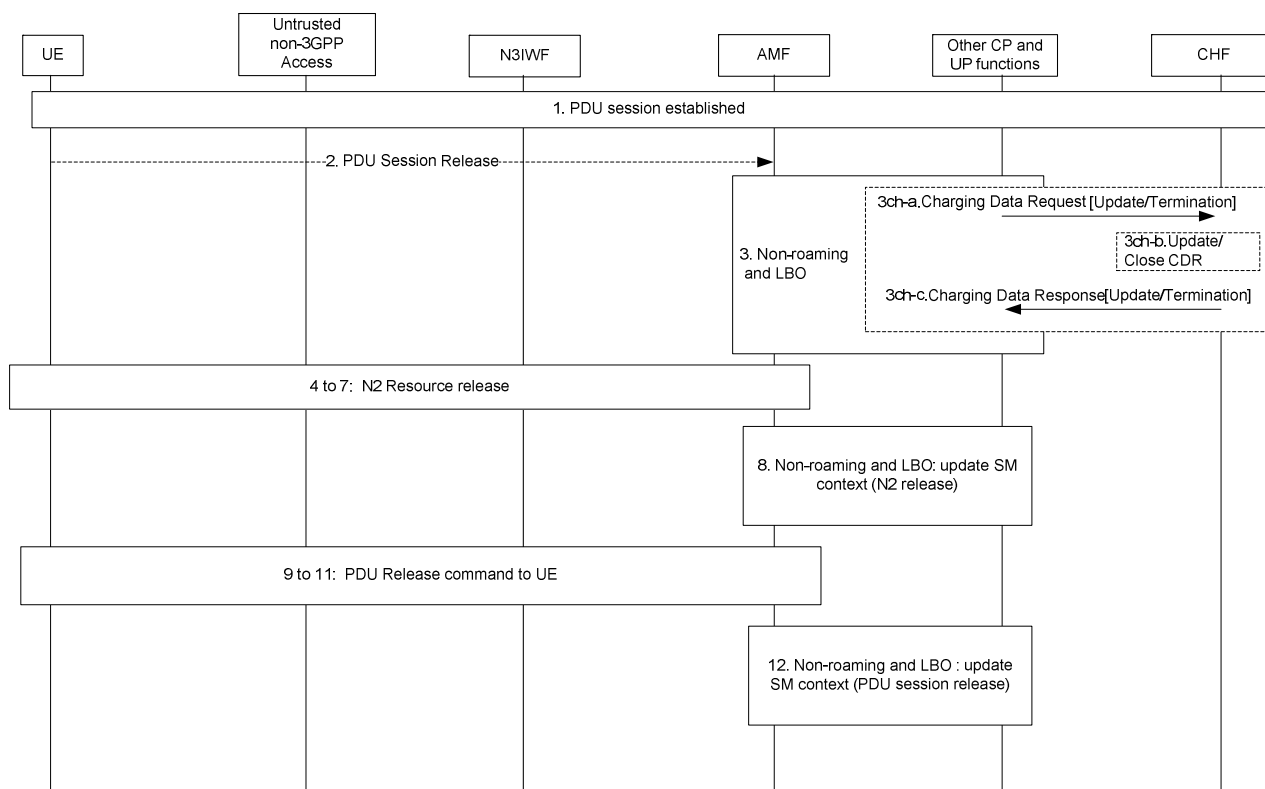 UE
Untrusted
non-3GPP
Access
N3IWF
AMF
Other CP and
UP functions
CHF
1. PDU session established
2. PDU Session Release
3ch-a.Charging Data Request [Update/Termination]
3. Non-roaming
and LBO
3ch-b.Update/
Close CDR
3ch-c.Charging Data Response[Update/Termination]
4 to 7: N2 Resource release
8. Non-roaming and LBO: update SM
context (N2 release)
9 to 11: PDU Release command to UE
12. Non-roaming and LBO : update
SM context (PDU session release)